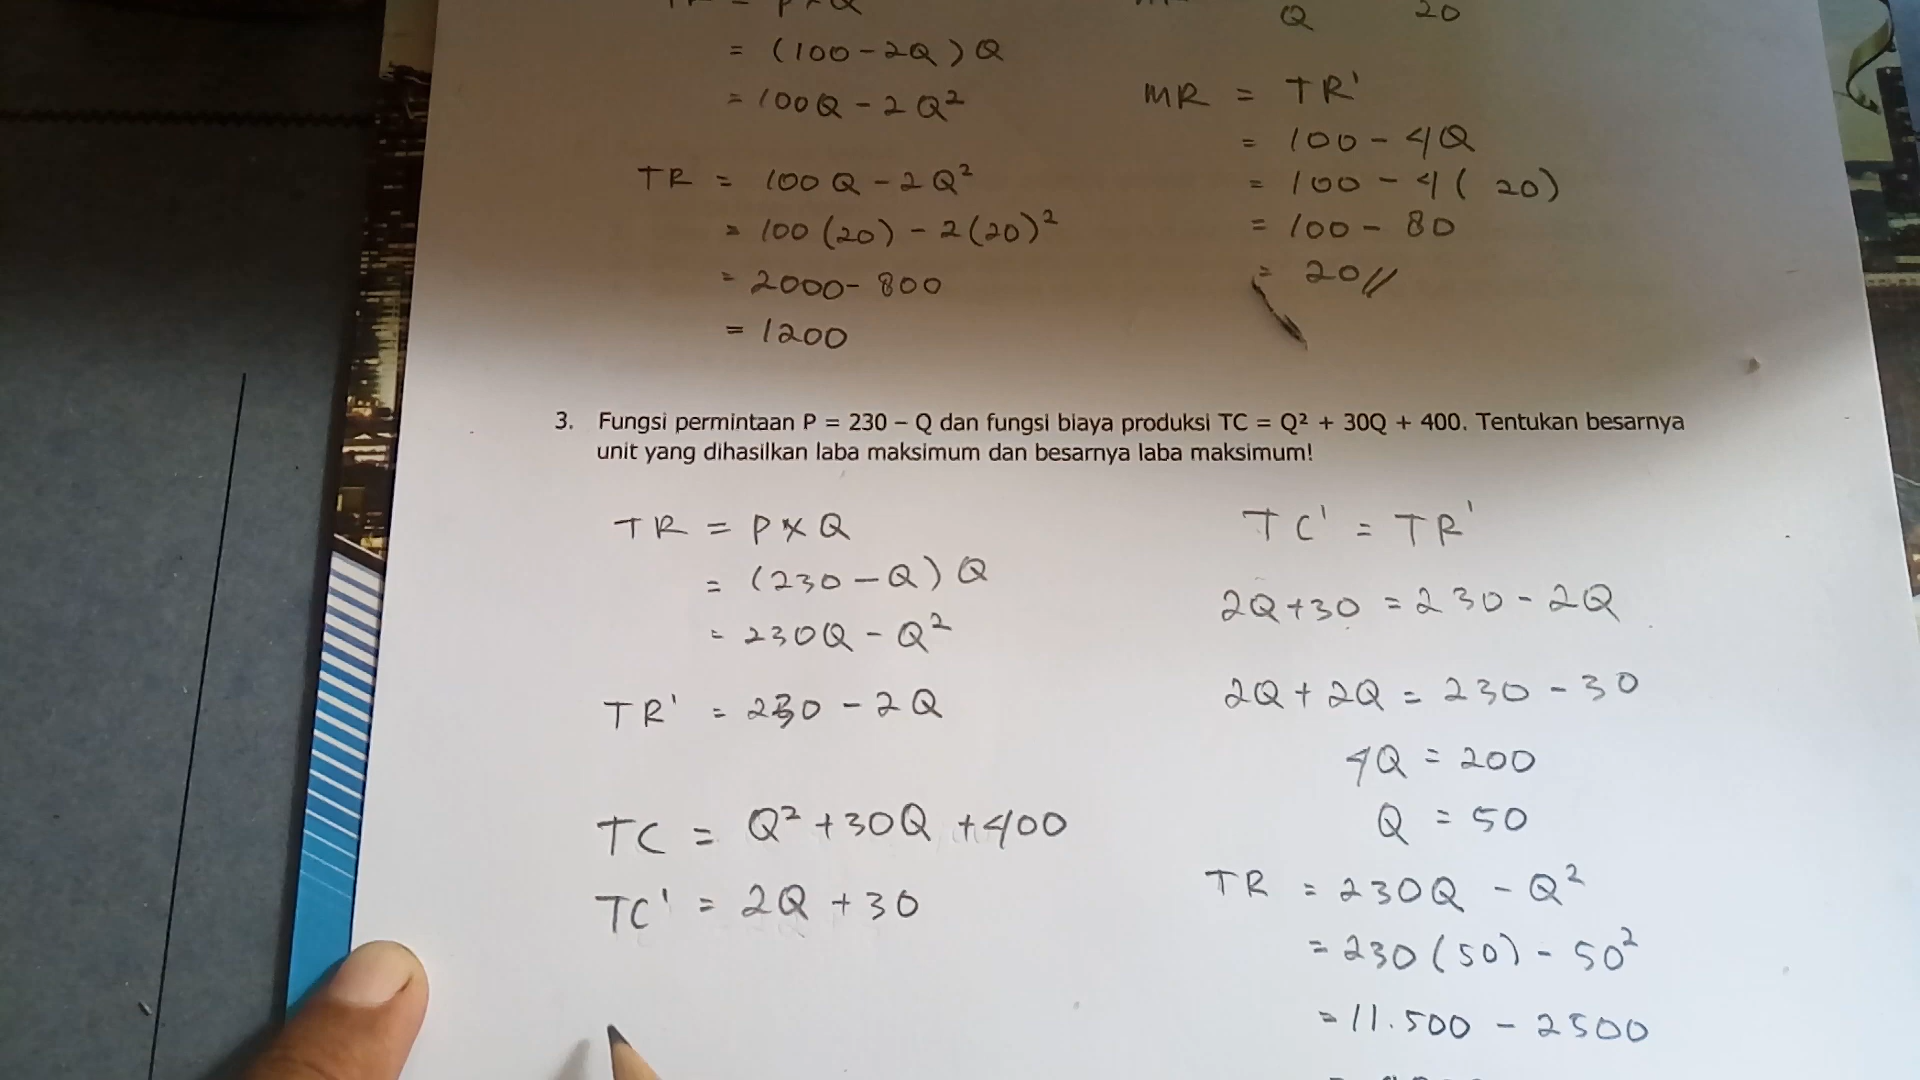 = (100 - 2Q) Q
= 100Q - 2Q²
TR = 100Q - 2Q²
= 100(20) - 2(20)²
= 2000 - 800
= 1200
Q 20
MR = TR'
= 100 - 4Q
= 100 - 4(20)
= 100 - 80
= 20//
3. Fungsi permintaan P = 230 – Q dan fungsi biaya produksi TC = Q² + 30Q + 400. Tentukan besarnya
unit yang dihasilkan laba maksimum dan besarnya laba maksimum!
TR = P x Q
= (230 - Q) Q
= 230Q - Q²
TR' = 230 - 2Q
TC = Q² + 30Q + 400
TC' = 2Q + 30
TC' = TR'
2Q + 30 = 230 - 2Q
2Q + 2Q = 230 - 30
4Q = 200
Q = 50
TR = 230Q - Q²
= 230(50) - 50²
= 11.500 - 2500